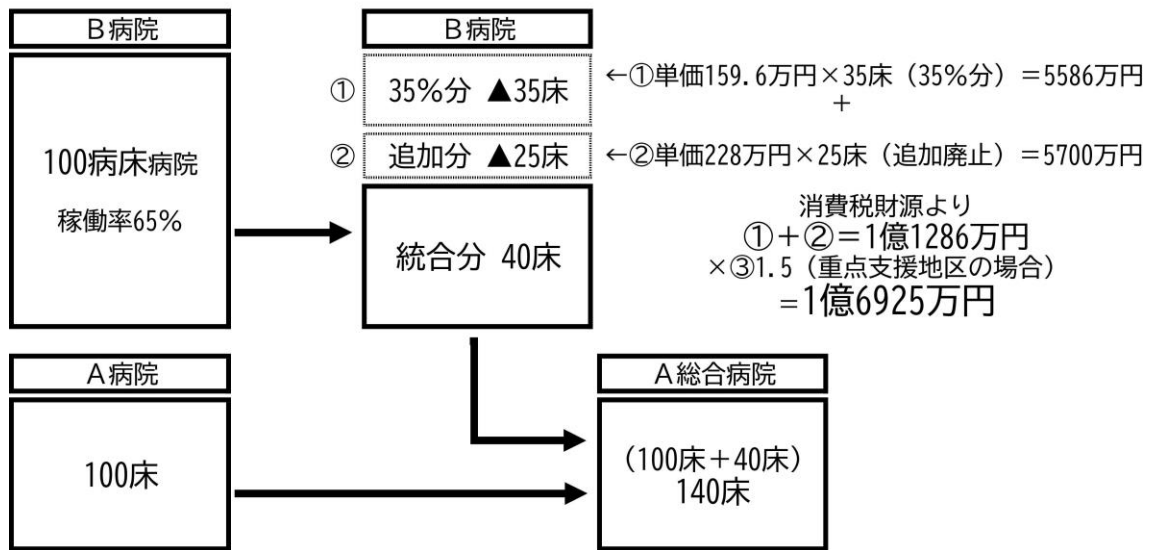 B病院
100病床病院
稼働率65%
B病院
① 35%分 ▲35床
←①単価159.6万円×35床（35%分）＝5586万円
＋
② 追加分 ▲25床
←②単価228万円×25床（追加廃止）＝5700万円
統合分 40床
消費税財源より
①＋②＝1億1286万円
×③1.5（重点支援地区の場合）
＝1億6925万円
A病院
100床
A総合病院
（100床＋40床）
140床